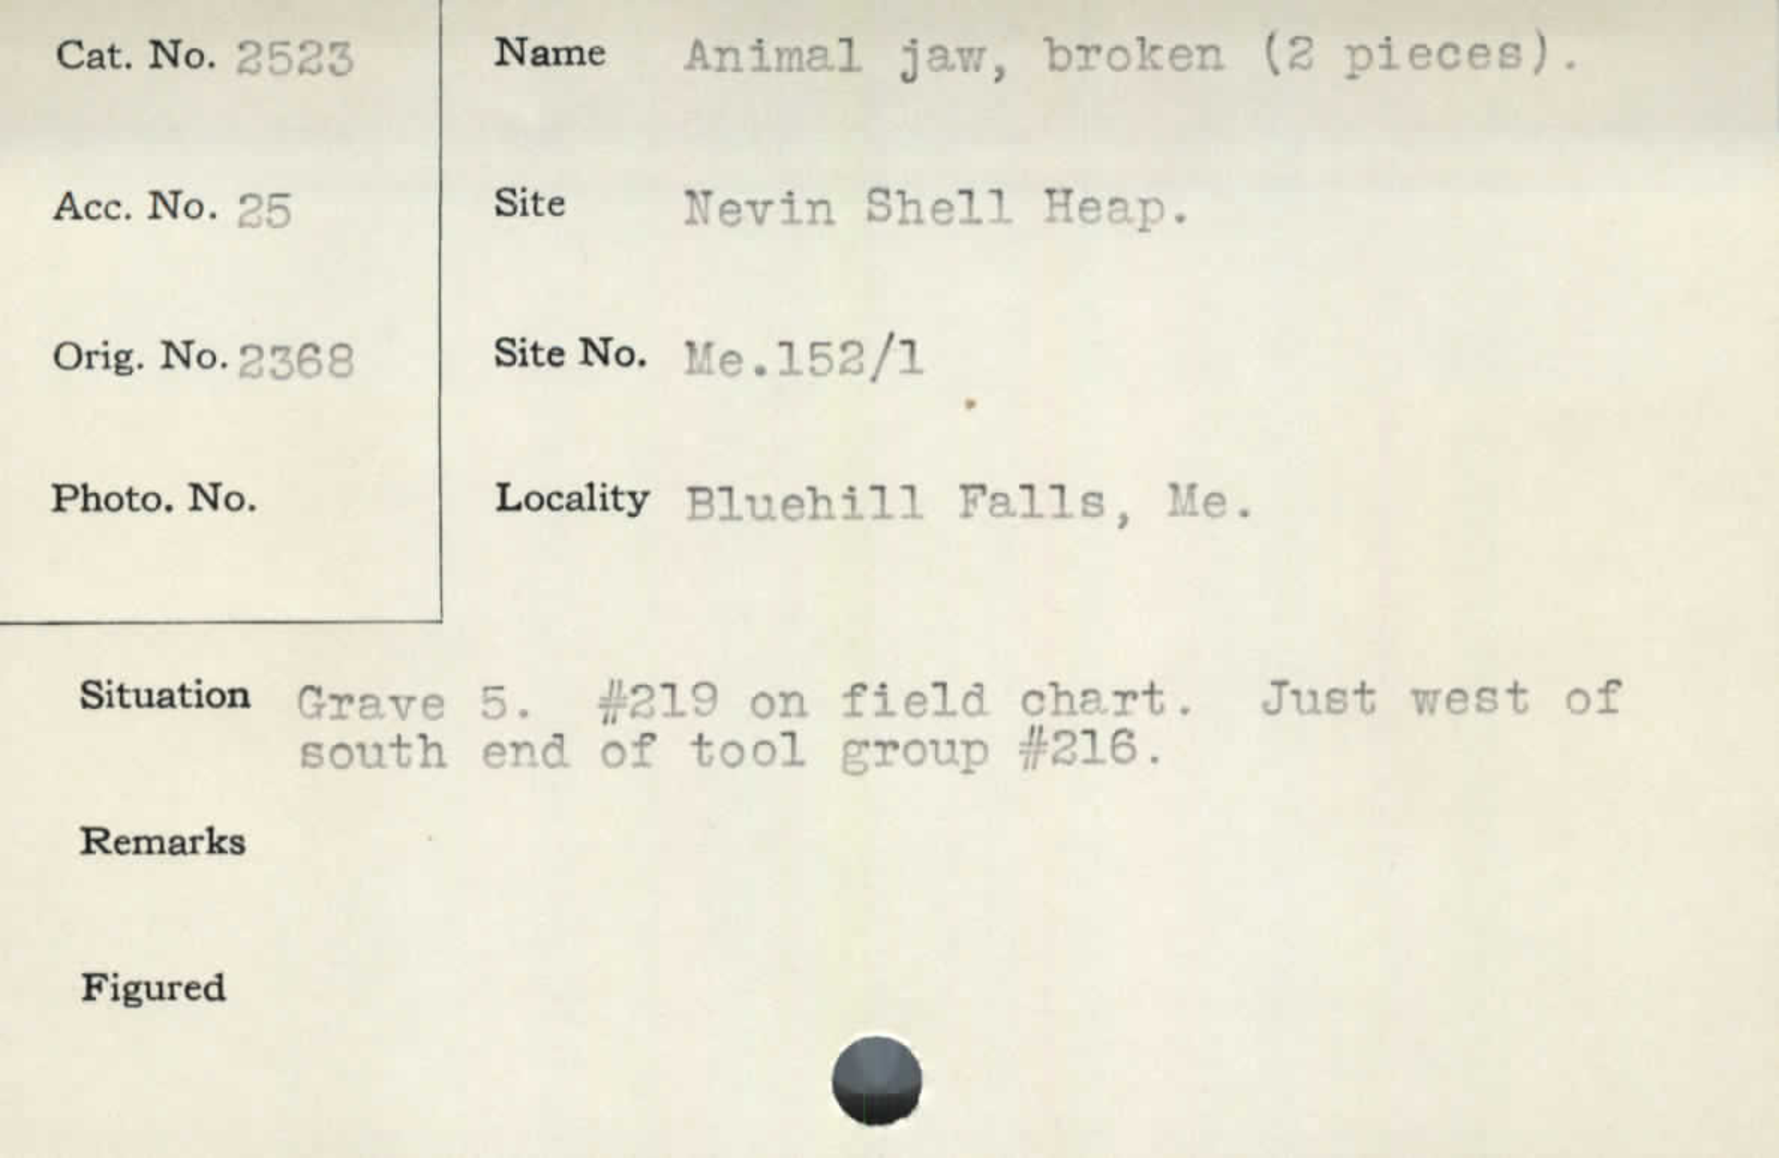 Cat. No. 2523
Name Animal jaw, broken (2 pieces).
Acc. No. 25
Site Nevin Shell Heap.
Orig. No. 2368
Site No. Me.152/1
Photo. No.
Locality Bluehill Falls, Me.
Situation Grave 5. #219 on field chart. Just west of
south end of tool group #216.
Remarks
Figured